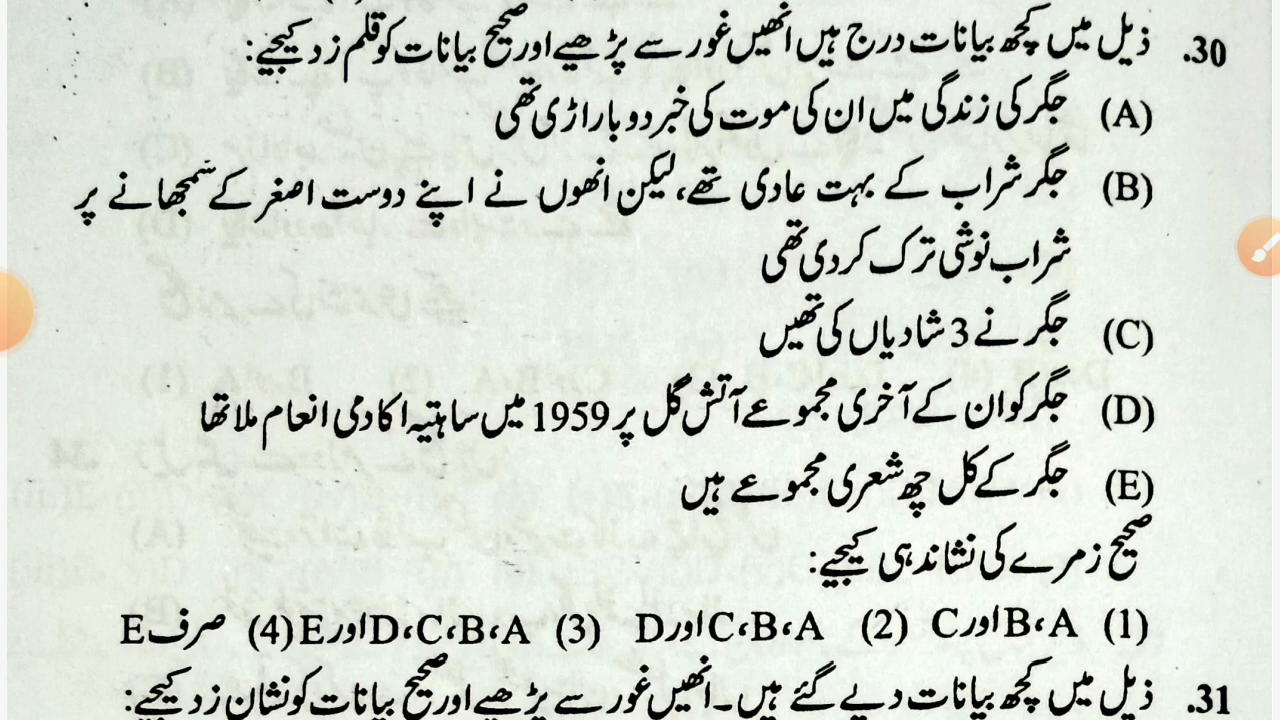 30. ذیل میں کچھ بیانات درج ہیں انھیں غور سے پڑھیے اور صحیح بیانات کو قلم زد کیجیے:
(A) جگر کی زندگی میں ان کی موت کی خبر دو بار اڑی تھی
(B) جگر شراب کے بہت عادی تھے، لیکن انھوں نے اپنے دوست اصغر کے سمجھانے پر
شراب نوشی ترک کر دی تھی
(C) جگر نے 3 شادیاں کی تھیں
(D) جگر کو ان کے آخری مجموعے آتش گل پر 1959 میں ساہتیہ اکادمی انعام ملا تھا
(E) جگر کے کل چھ شعری مجموعے ہیں
صحیح زمرے کی نشاندہی کیجیے:
(1) B، A اور C (2) C، B، A اور D (3) D، C، B، A اور E (4) صرف E
31. ذیل میں کچھ بیانات دیے گئے ہیں۔ انھیں غور سے پڑھیے اور صحیح بیانات کو نشان زد کیجیے: